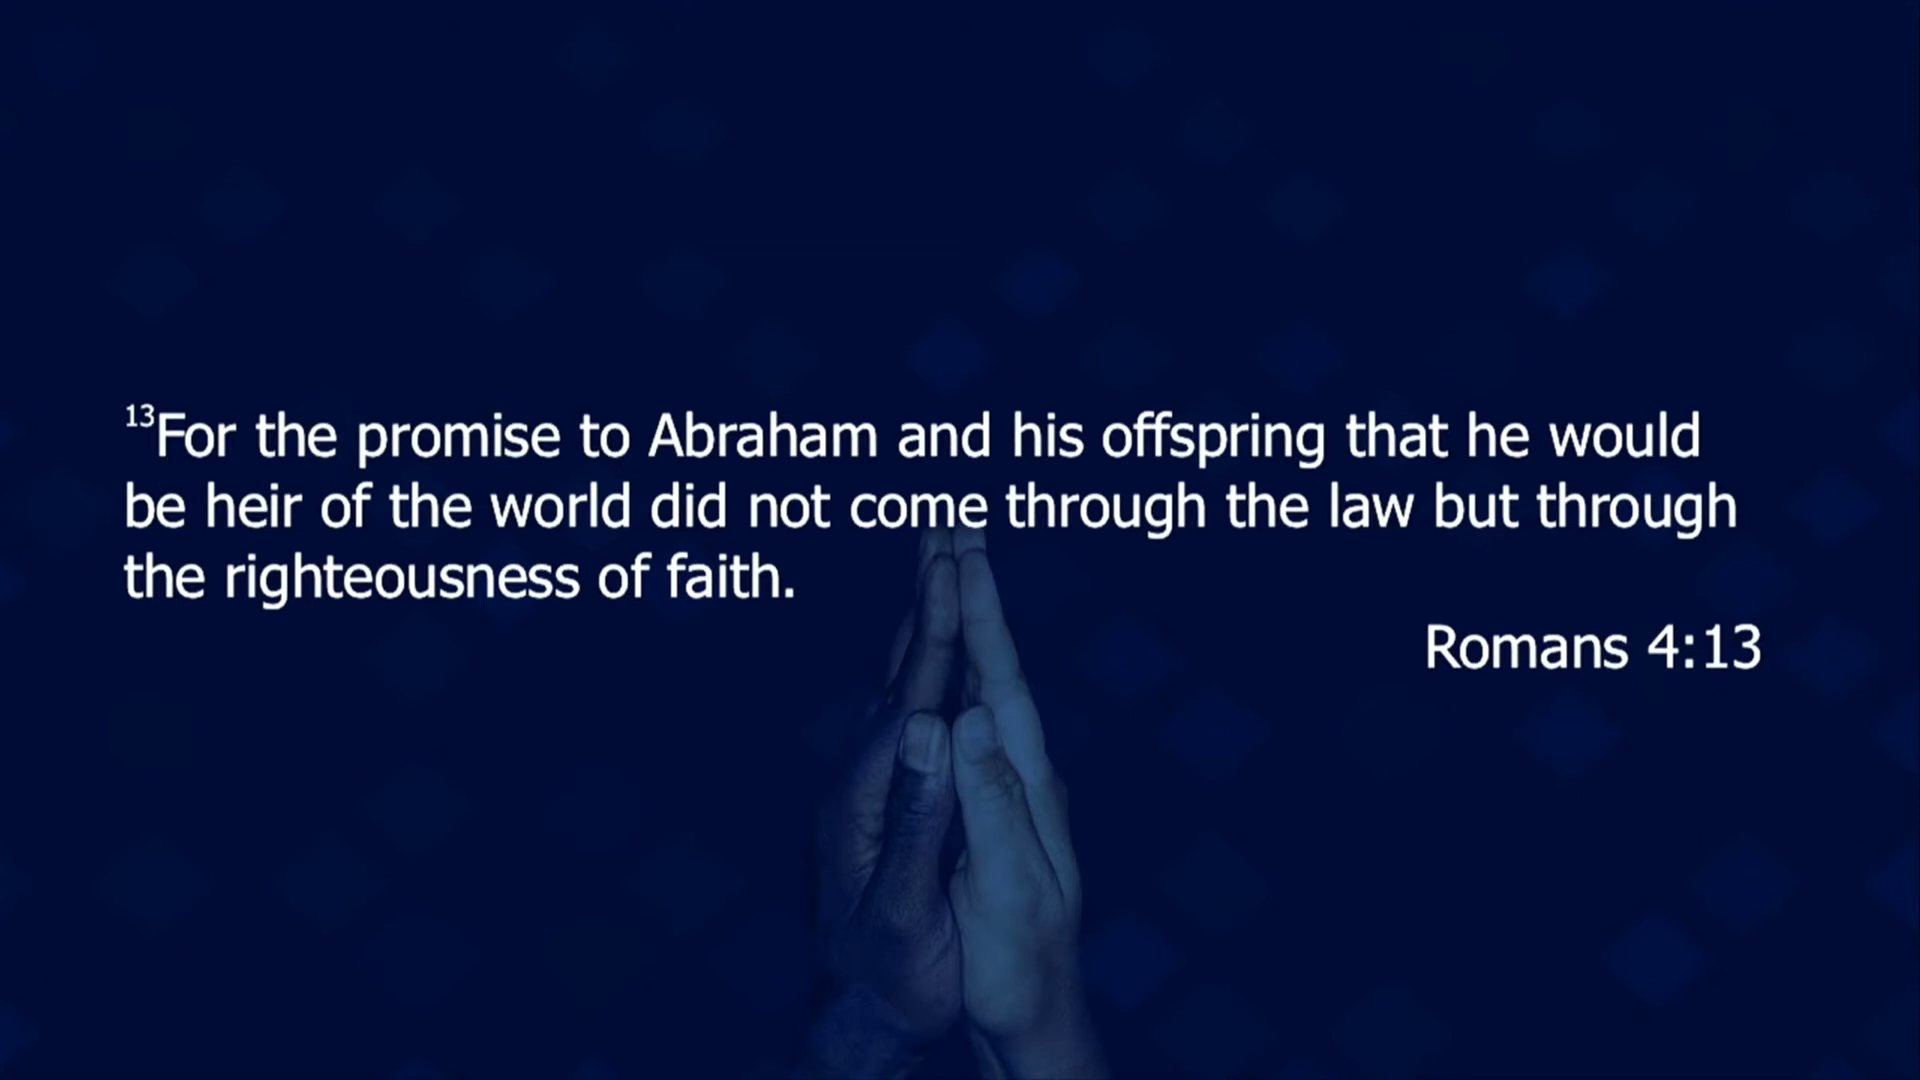 13For the promise to Abraham and his offspring that he would
be heir of the world did not come through the law but through
the righteousness of faith.
Romans 4:13